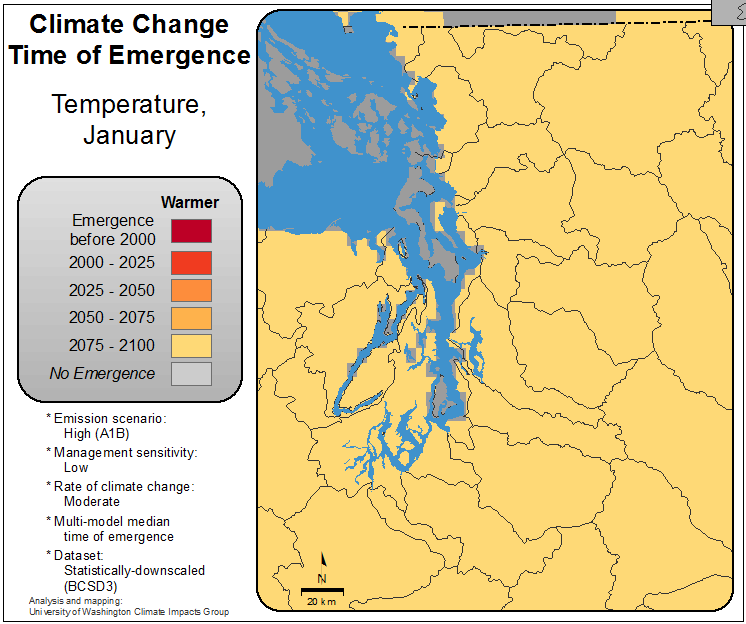 Climate Change
Time of Emergence
Temperature,
January
Warmer
Emergence
before 2000
2000 - 2025
2025 - 2050
2050 - 2075
2075 - 2100
No Emergence
* Emission scenario:
High (A1B)
* Management sensitivity:
Low
* Rate of climate change:
Moderate
* Multi-model median
time of emergence
* Dataset:
Statistically-downscaled
(BCSD3)
Analysis and mapping:
University of Washington Climate Impacts Group
N
20 km